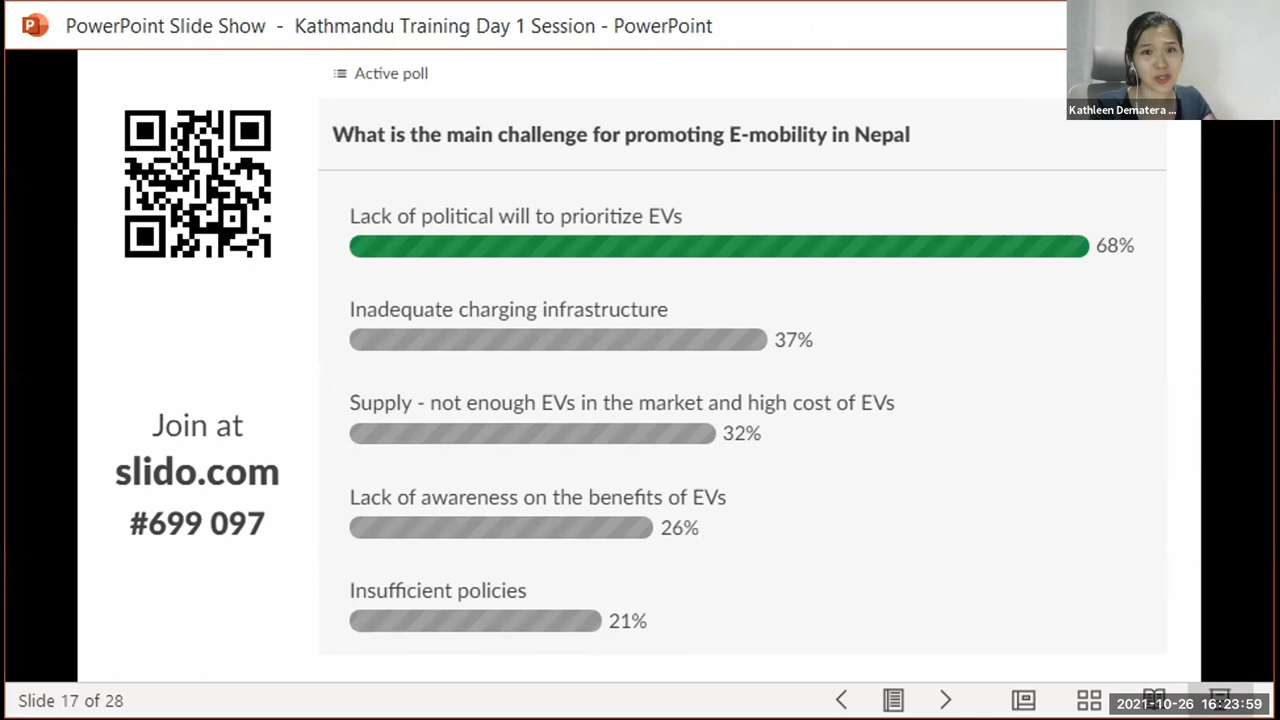 PowerPoint Slide Show - Kathmandu Training Day 1 Session - PowerPoint
Kathleen Dematera ...
Active poll
What is the main challenge for promoting E-mobility in Nepal
Lack of political will to prioritize EVs
68%
Inadequate charging infrastructure
37%
Supply - not enough EVs in the market and high cost of EVs
32%
Lack of awareness on the benefits of EVs
26%
Insufficient policies
21%
Join at
slido.com
#699 097
Slide 17 of 28
2021-10-26 16:23:59